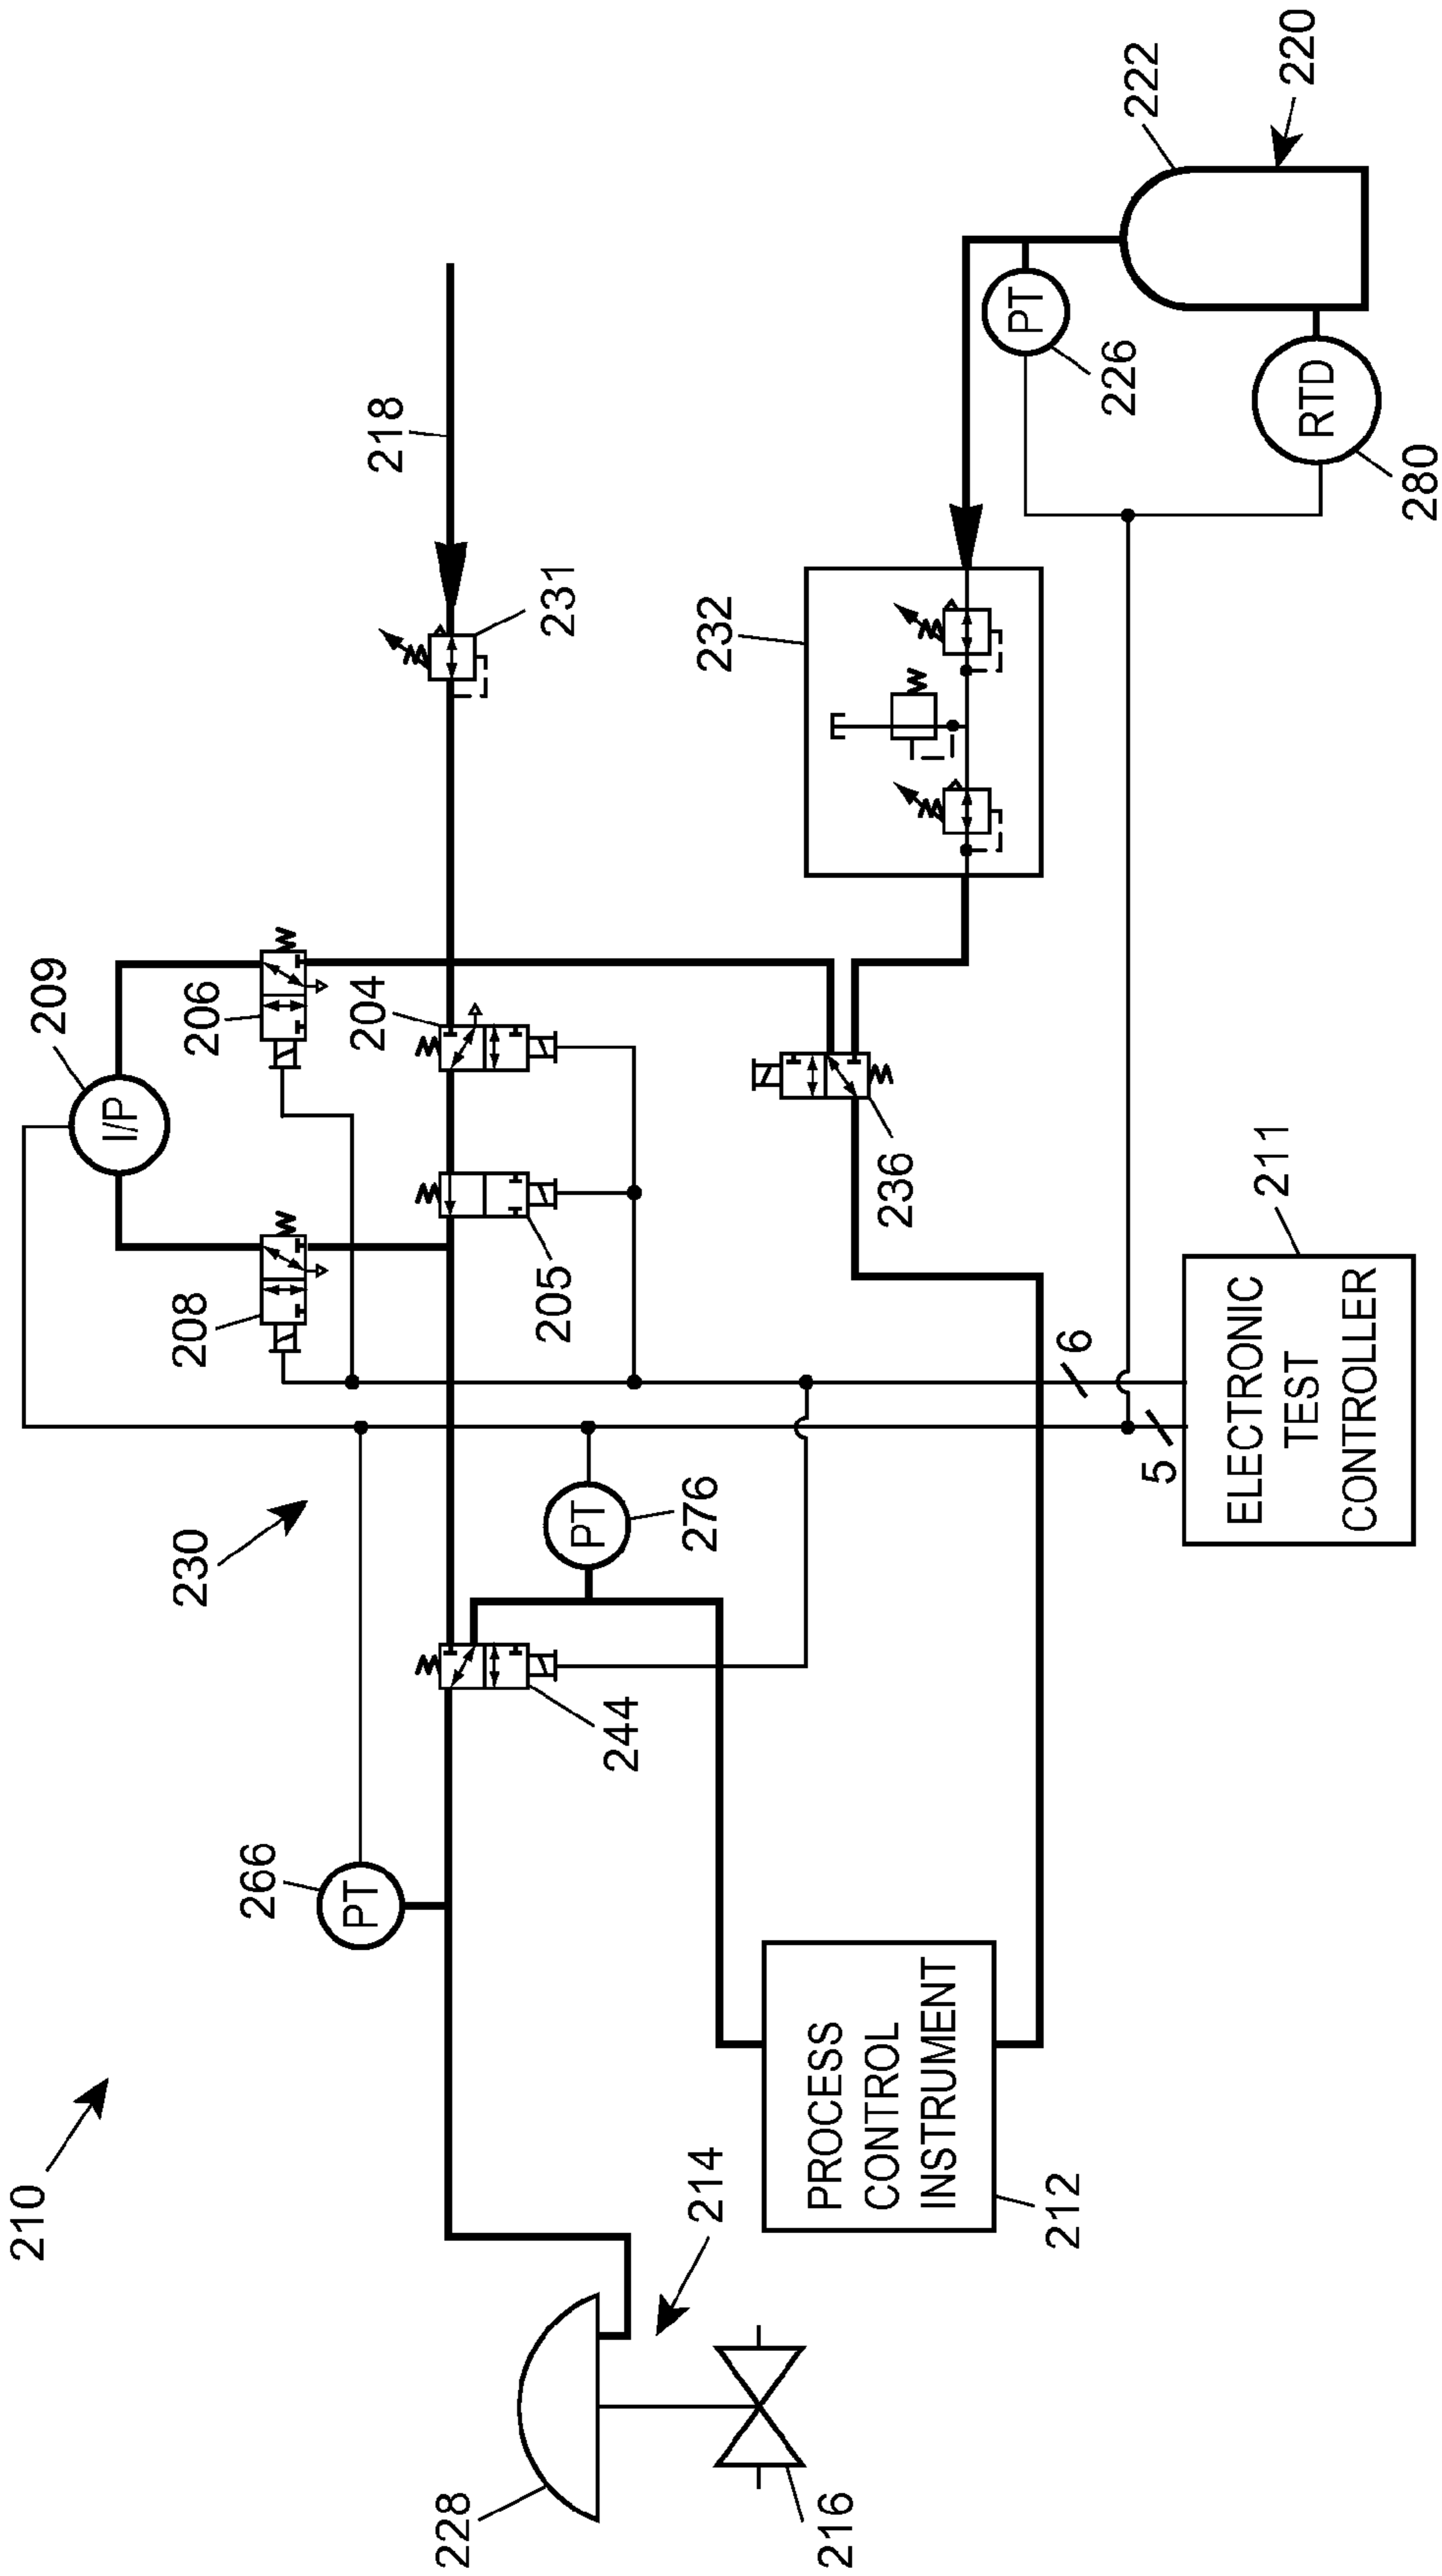 210
230
209
208
206
I/P
218
231
204
205
266
PT
244
PT
276
236
232
222
220
PT
226
RTD
280
6
5
211
ELECTRONIC
TEST
CONTROLLER
PROCESS
CONTROL
INSTRUMENT
212
214
228
216